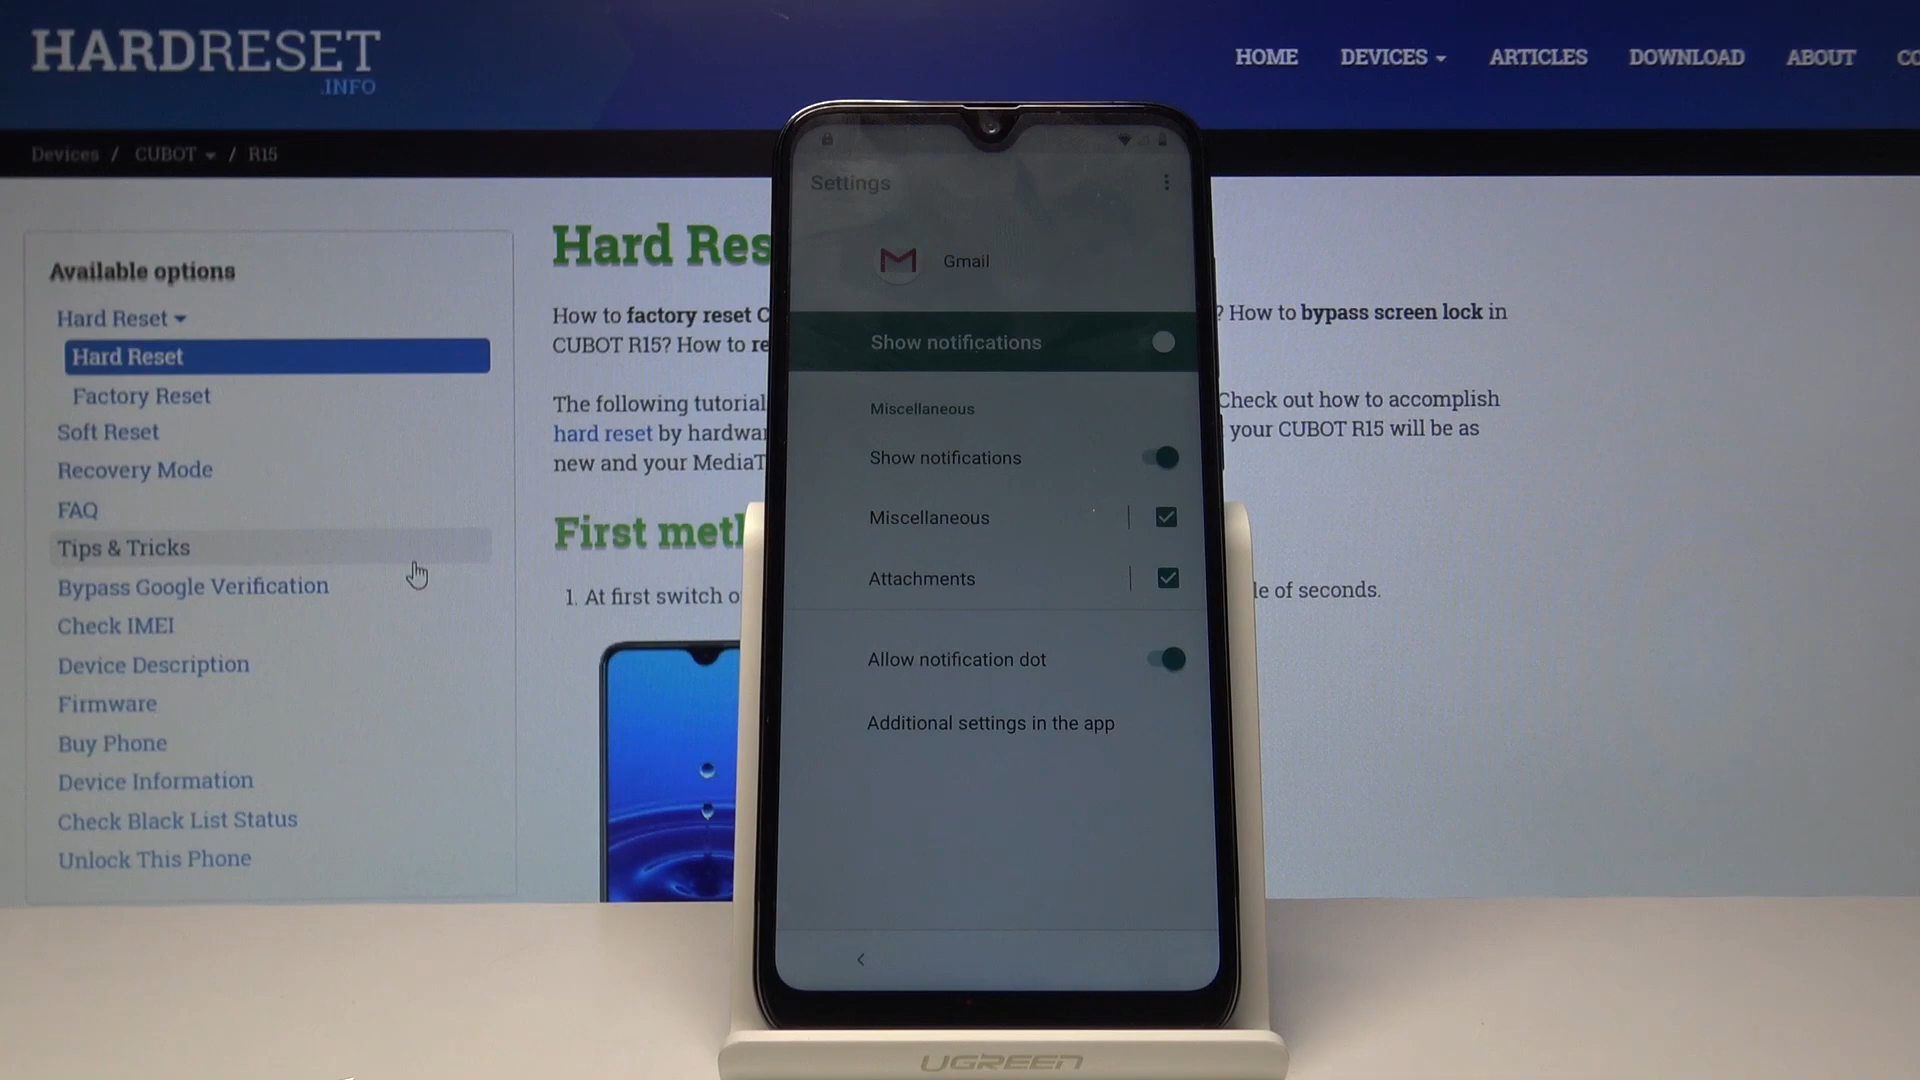 HARDRESET
.INFO
HOME DEVICES ARTICLES DOWNLOAD ABOUT
Devices / CUBOT / R15
Available options
Hard Reset
Hard Reset
Factory Reset
Soft Reset
Recovery Mode
FAQ
Tips & Tricks
Bypass Google Verification
Check IMEI
Device Description
Firmware
Buy Phone
Device Information
Check Black List Status
Unlock This Phone
Hard Res
How to factory reset C ? How to bypass screen lock in
CUBOT R15? How to re
The following tutorial Check out how to accomplish
hard reset by hardwa your CUBOT R15 will be as
new and your MediaT
First met
1. At first switch o le of seconds.
Settings
Gmail
Show notifications
Miscellaneous
Show notifications
Miscellaneous
Attachments
Allow notification dot
Additional settings in the app
UGREEN